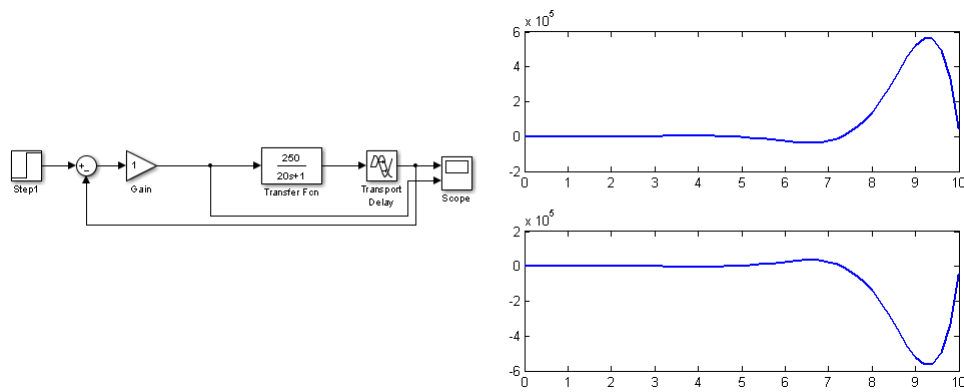 Step1
+
-
1
Gain
250
20s+1
Transfer Fcn
Transport
Delay
Scope
x 10^5
6
4
2
0
-2
0 1 2 3 4 5 6 7 8 9 10
x 10^5
2
0
-2
-4
-6
0 1 2 3 4 5 6 7 8 9 10